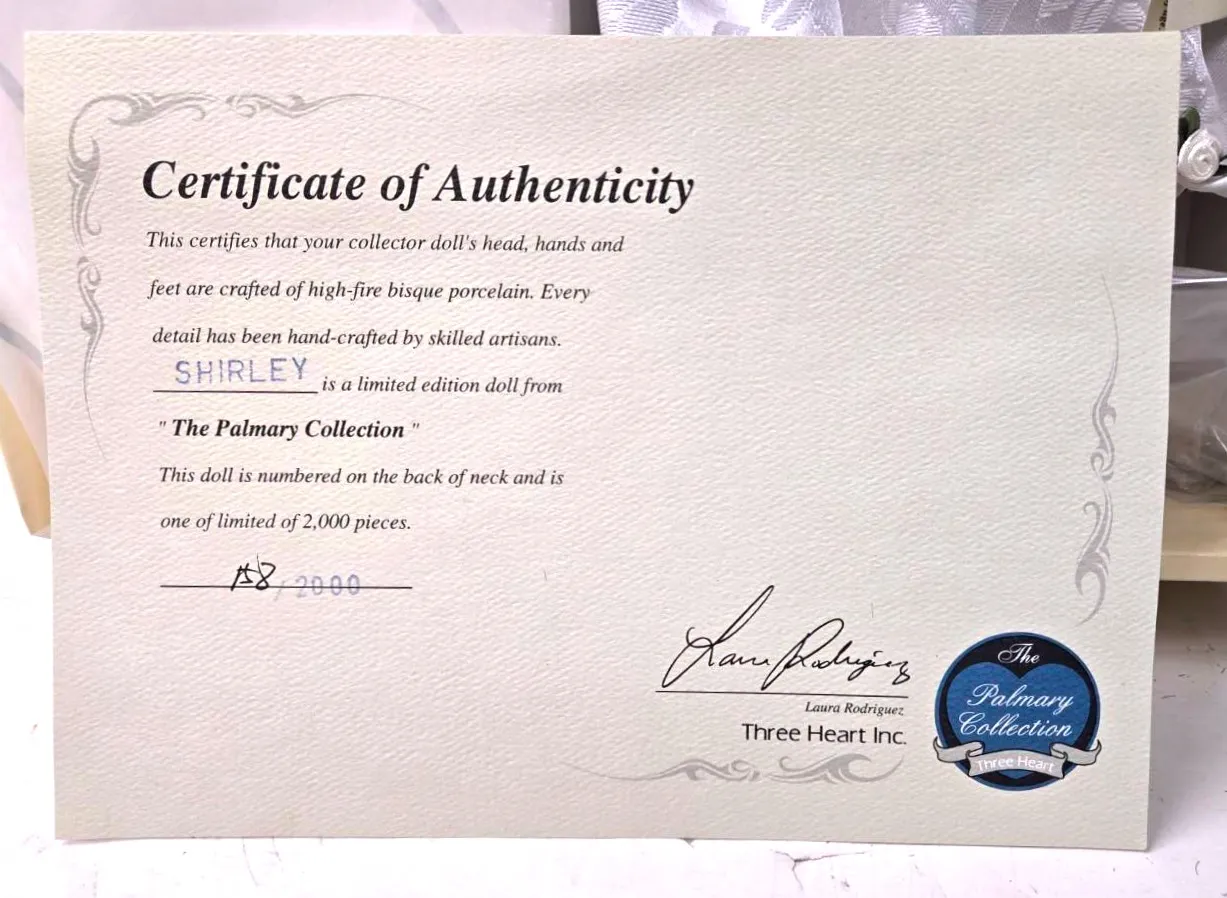 Certificate of Authenticity
This certifies that your collector doll's head, hands and
feet are crafted of high-fire bisque porcelain. Every
detail has been hand-crafted by skilled artisans.
SHIRLEY is a limited edition doll from
" The Palmary Collection "
This doll is numbered on the back of neck and is
one of limited of 2,000 pieces.
/2000
Laura Rodriguez
Laura Rodriguez
Three Heart Inc.
The
Palmary
Collection
Three Heart